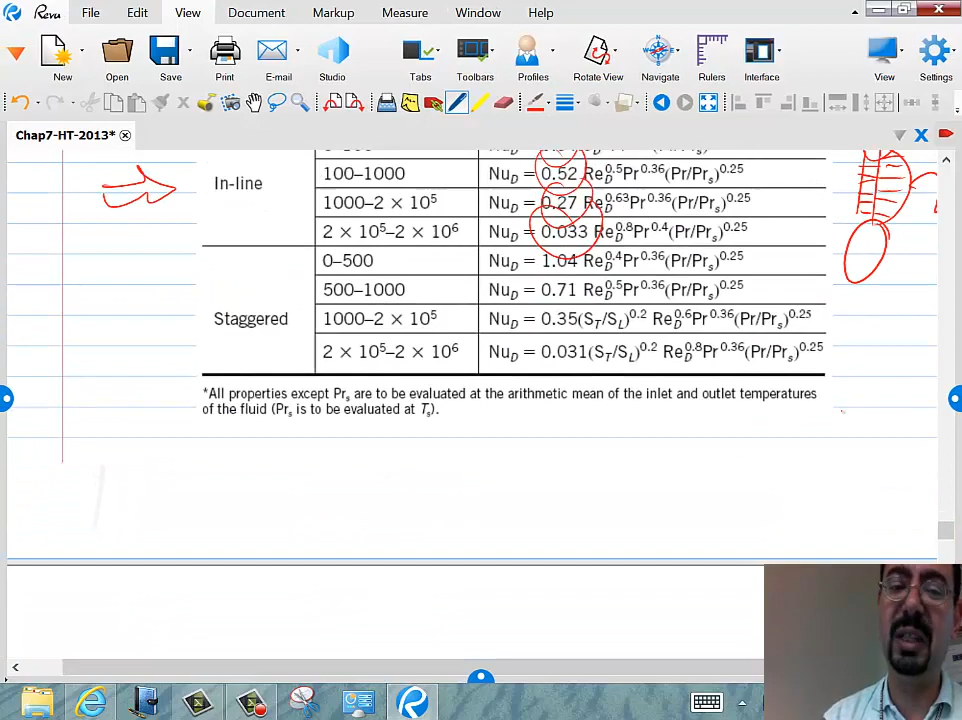 Revu File Edit View Document Markup Measure Window Help
New Open Save Print E-mail Studio Tabs Toolbars Profiles Rotate View Navigate Rulers Interface View Settings
Chap7-HT-2013*
In-line
100–1000 Nu_D = 0.52 Re_D^0.5 Pr^0.36(Pr/Pr_s)^0.25
1000–2 × 10^5 Nu_D = 0.27 Re_D^0.63 Pr^0.36(Pr/Pr_s)^0.25
2 × 10^5–2 × 10^6 Nu_D = 0.033 Re_D^0.8 Pr^0.4(Pr/Pr_s)^0.25
0–500 Nu_D = 1.04 Re_D^0.4 Pr^0.36(Pr/Pr_s)^0.25
500–1000 Nu_D = 0.71 Re_D^0.5 Pr^0.36(Pr/Pr_s)^0.25
Staggered
1000–2 × 10^5 Nu_D = 0.35(S_T/S_L)^0.2 Re_D^0.6 Pr^0.36(Pr/Pr_s)^0.25
2 × 10^5–2 × 10^6 Nu_D = 0.031(S_T/S_L)^0.2 Re_D^0.8 Pr^0.36(Pr/Pr_s)^0.25
*All properties except Pr_s are to be evaluated at the arithmetic mean of the inlet and outlet temperatures
of the fluid (Pr_s is to be evaluated at T_s).